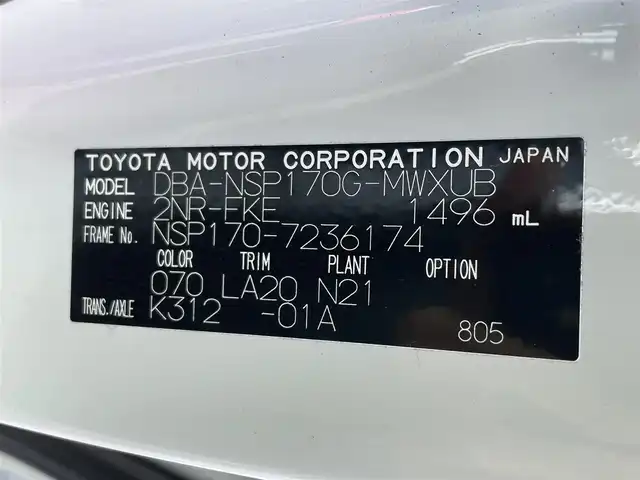 TOYOTA MOTOR CORPORATION JAPAN
MODEL DBA-NSP170G-MWXUB
ENGINE 2NR-FKE 1496 mL
FRAME No. NSP170-7236174
COLOR TRIM PLANT OPTION
070 LA20 N21
TRANS./AXLE K312 -01A
805